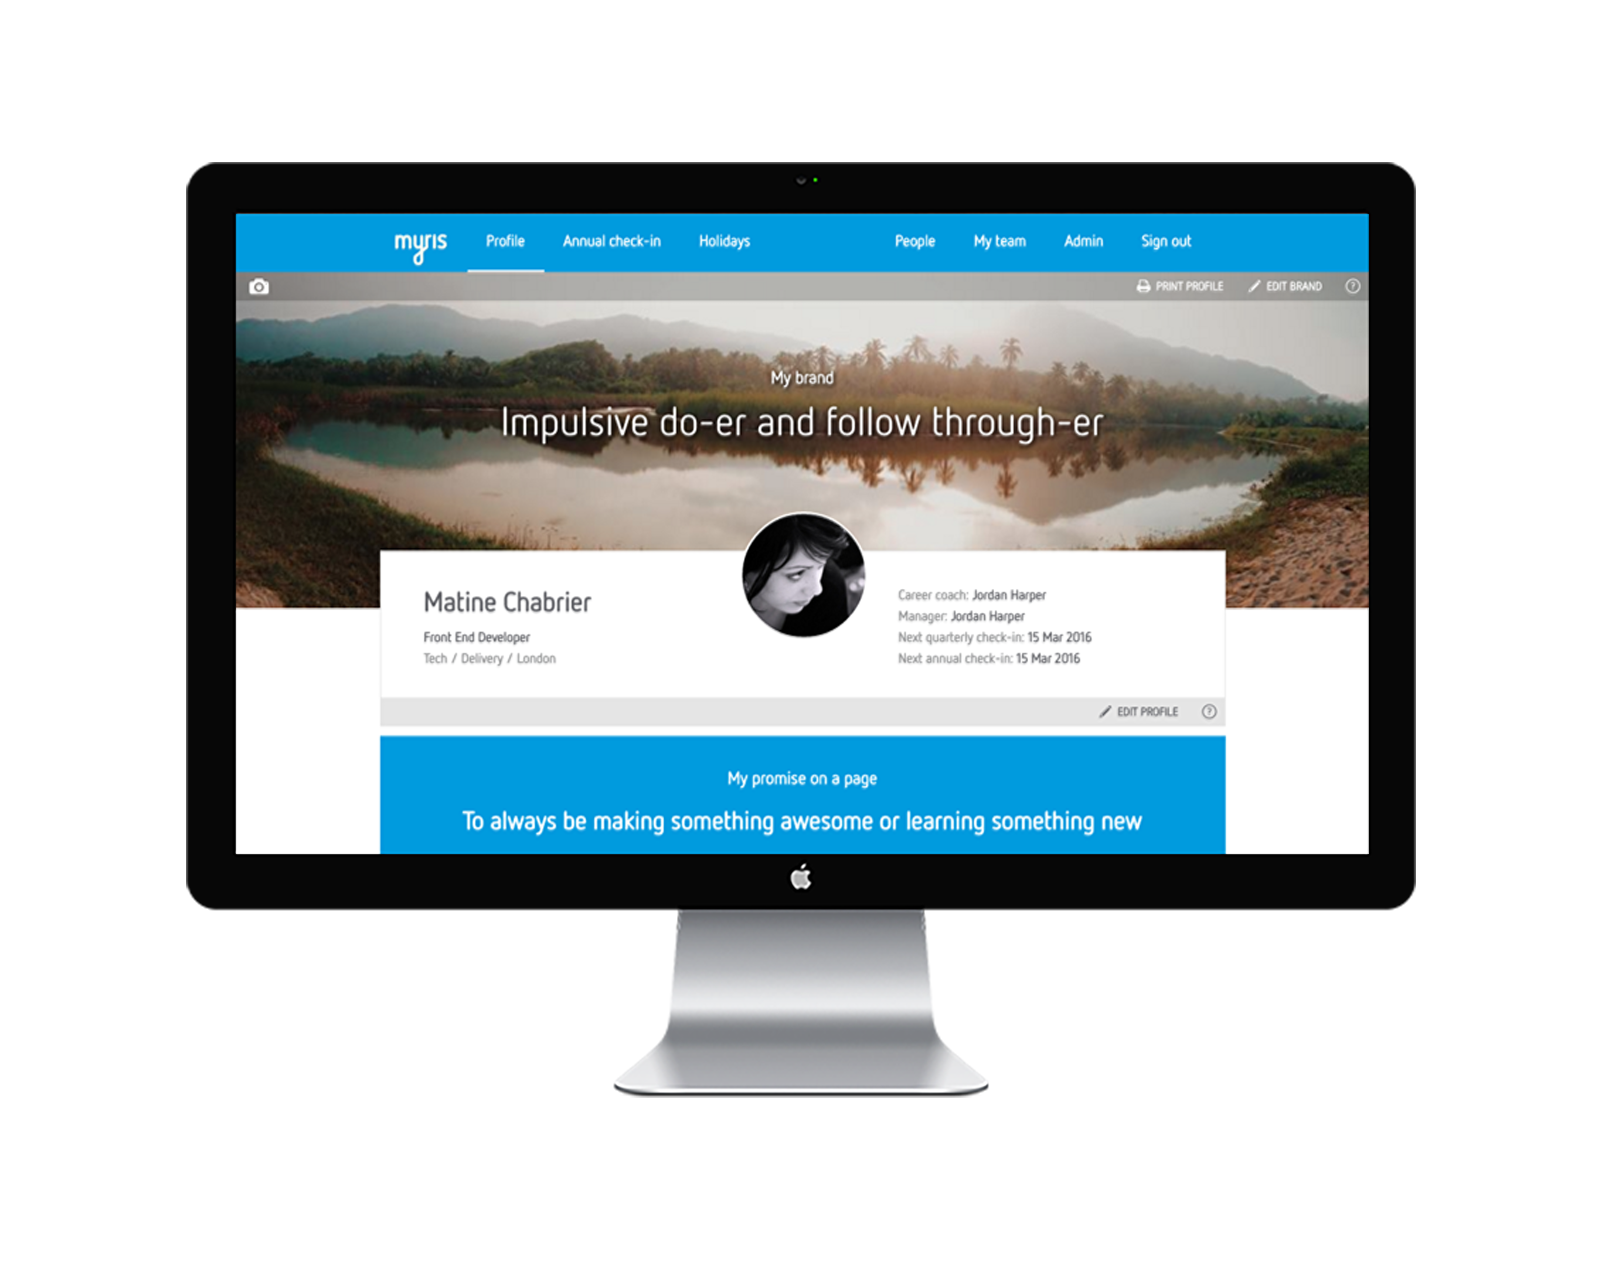 myris Profile Annual check-in Holidays People My team Admin Sign out
PRINT PROFILE EDIT BRAND ?
My brand
Impulsive do-er and follow through-er
Matine Chabrier
Front End Developer
Tech / Delivery / London
Career coach: Jordan Harper
Manager: Jordan Harper
Next quarterly check-in: 15 Mar 2016
Next annual check-in: 15 Mar 2016
EDIT PROFILE ?
My promise on a page
To always be making something awesome or learning something new